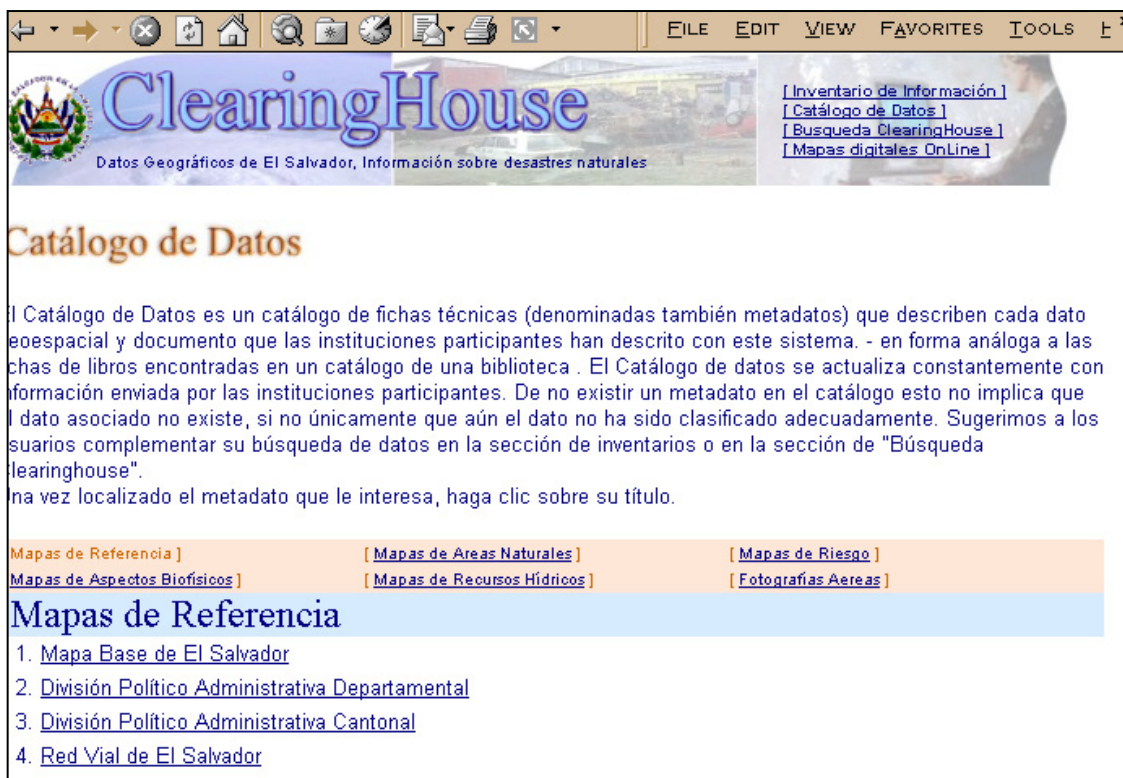 FILE EDIT VIEW FAVORITES TOOLS
ClearingHouse
Datos Geográficos de El Salvador, Información sobre desastres naturales
[ Inventario de Información ]
[ Catálogo de Datos ]
[ Busqueda ClearingHouse ]
[ Mapas digitales OnLine ]
Catálogo de Datos
l Catálogo de Datos es un catálogo de fichas técnicas (denominadas también metadatos) que describen cada dato
eoespacial y documento que las instituciones participantes han descrito con este sistema. - en forma análoga a las
chas de libros encontradas en un catálogo de una biblioteca . El Catálogo de datos se actualiza constantemente con
nformación enviada por las instituciones participantes. De no existir un metadato en el catálogo esto no implica que
l dato asociado no existe, si no únicamente que aún el dato no ha sido clasificado adecuadamente. Sugerimos a los
suarios complementar su búsqueda de datos en la sección de inventarios o en la sección de "Búsqueda
learinghouse".
na vez localizado el metadato que le interesa, haga clic sobre su título.
Mapas de Referencia ] [ Mapas de Areas Naturales ] [ Mapas de Riesgo ]
Mapas de Aspectos Biofísicos ] [ Mapas de Recursos Hídricos ] [ Fotografías Aereas ]
Mapas de Referencia
1. Mapa Base de El Salvador
2. División Político Administrativa Departamental
3. División Político Administrativa Cantonal
4. Red Vial de El Salvador